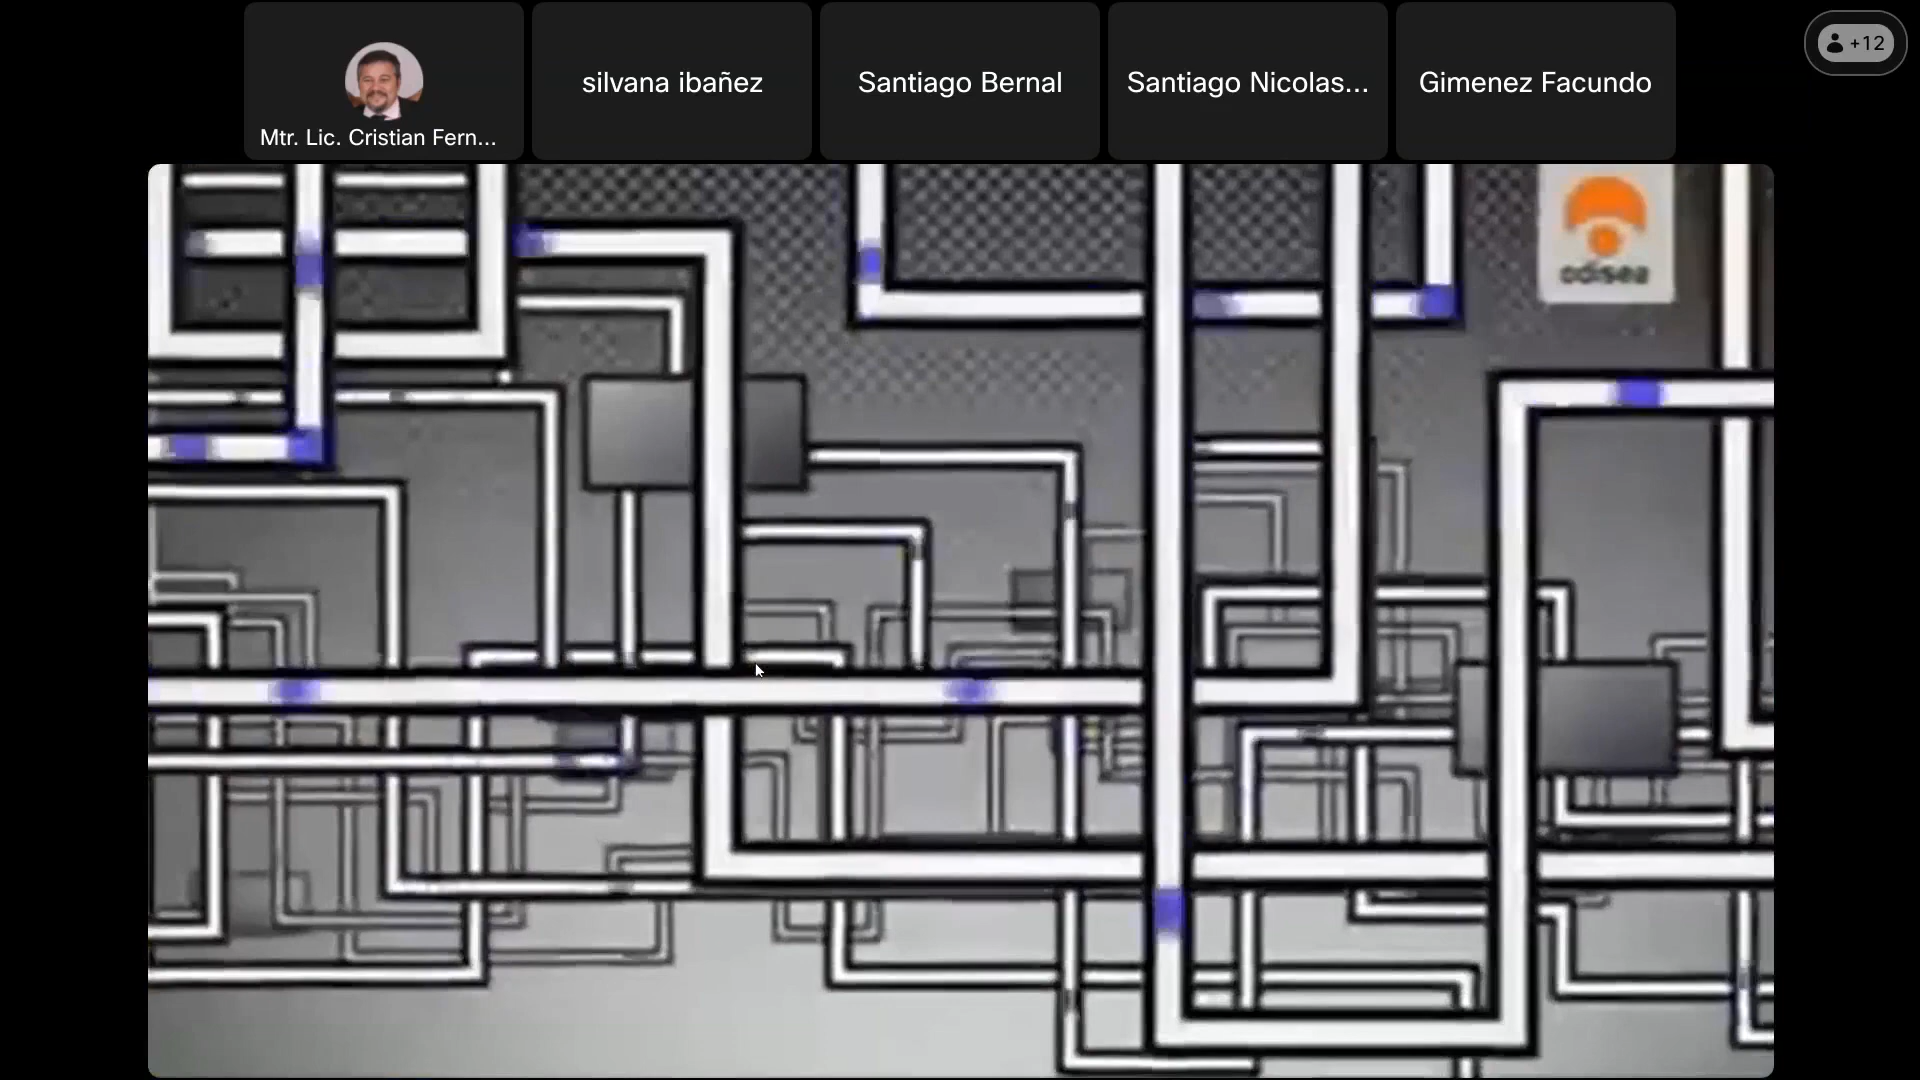 Mtr. Lic. Cristian Fern...
silvana ibañez
Santiago Bernal
Santiago Nicolas...
Gimenez Facundo
+12
odisea